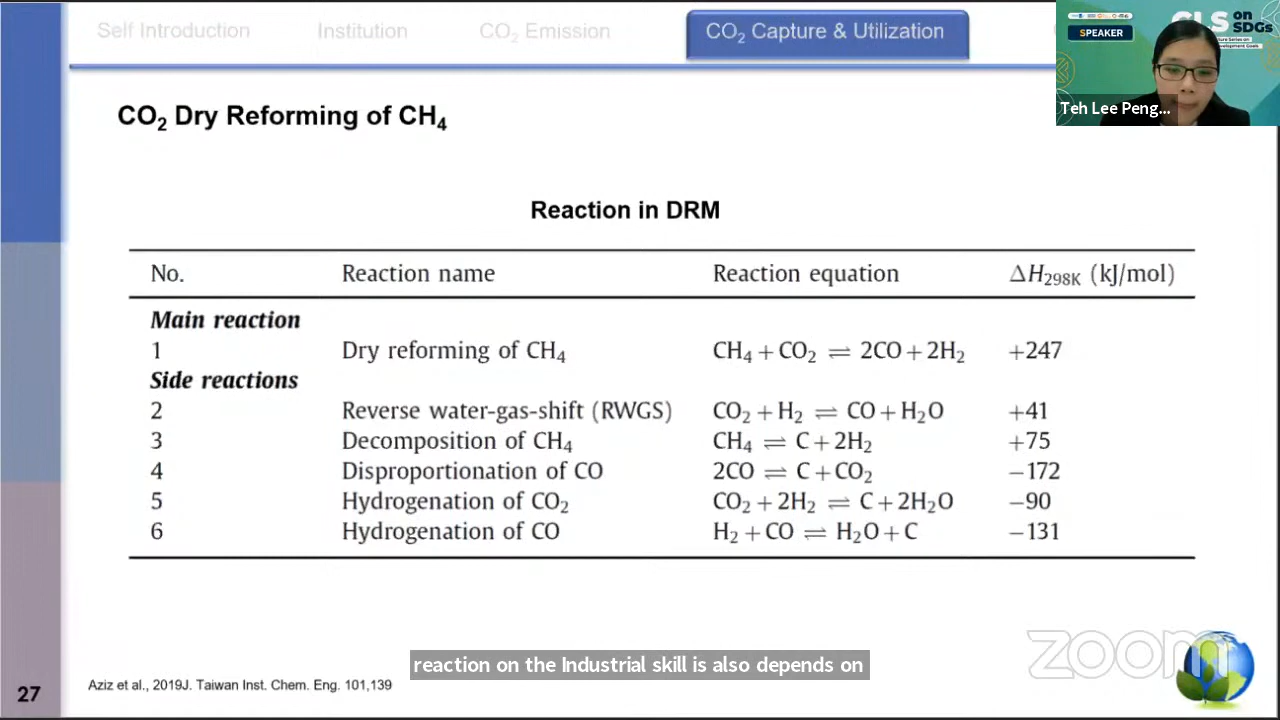 Self Introduction Institution CO₂ Emission CO₂ Capture & Utilization
SPEAKER
on
SDGs
Teh Lee Peng...
CO₂ Dry Reforming of CH₄
Reaction in DRM
No. Reaction name Reaction equation ΔH₂₉₈K (kJ/mol)
Main reaction
1 Dry reforming of CH₄ CH₄ + CO₂ ⇌ 2CO + 2H₂ +247
Side reactions
2 Reverse water-gas-shift (RWGS) CO₂ + H₂ ⇌ CO + H₂O +41
3 Decomposition of CH₄ CH₄ ⇌ C + 2H₂ +75
4 Disproportionation of CO 2CO ⇌ C + CO₂ −172
5 Hydrogenation of CO₂ CO₂ + 2H₂ ⇌ C + 2H₂O −90
6 Hydrogenation of CO H₂ + CO ⇌ H₂O + C −131
zoom
reaction on the Industrial skill is also depends on
Aziz et al., 2019J. Taiwan Inst. Chem. Eng. 101,139
27